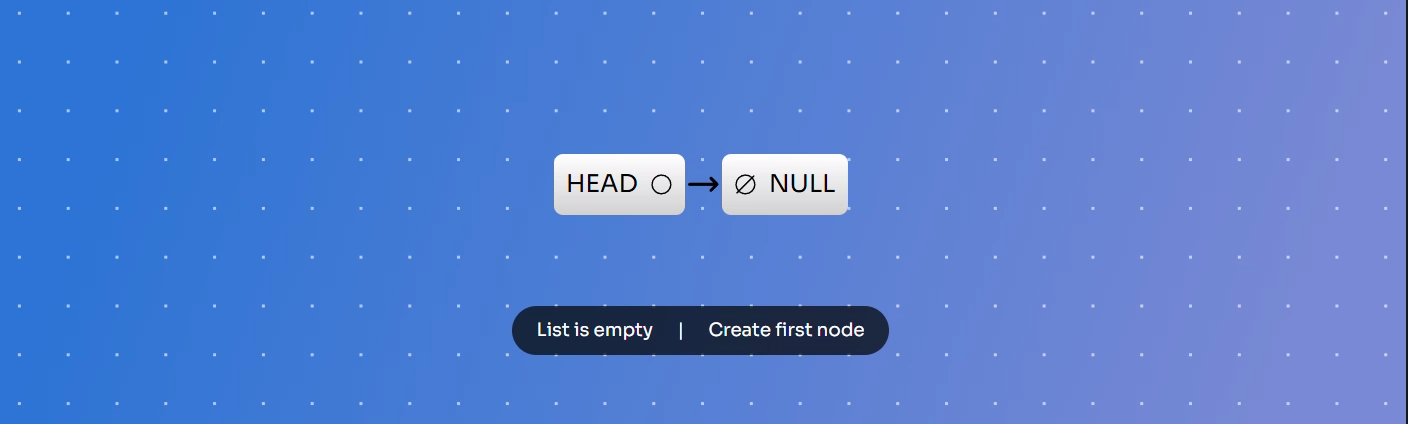 HEAD ○ → ∅ NULL
List is empty | Create first node